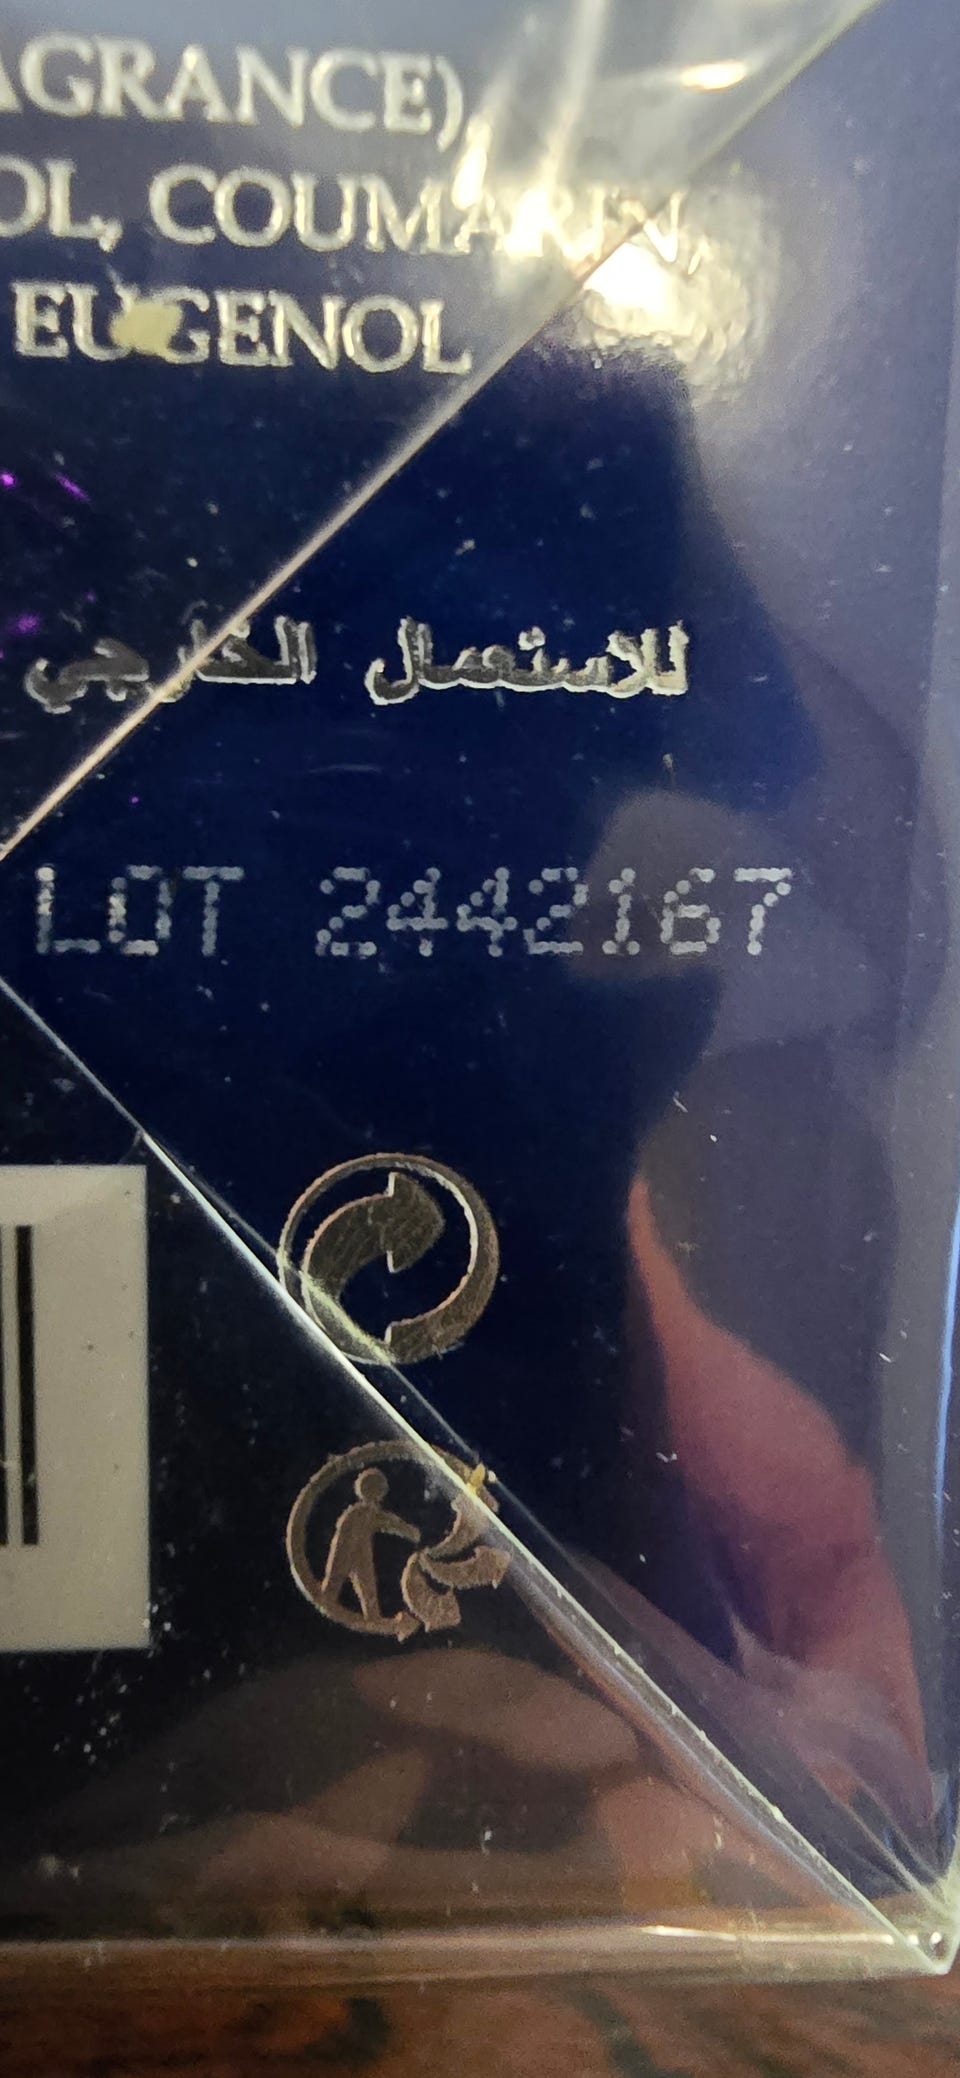 AGRANCE),
OL, COUMARIN,
EUGENOL
للاستعمال الخارجي
LOT 2442167